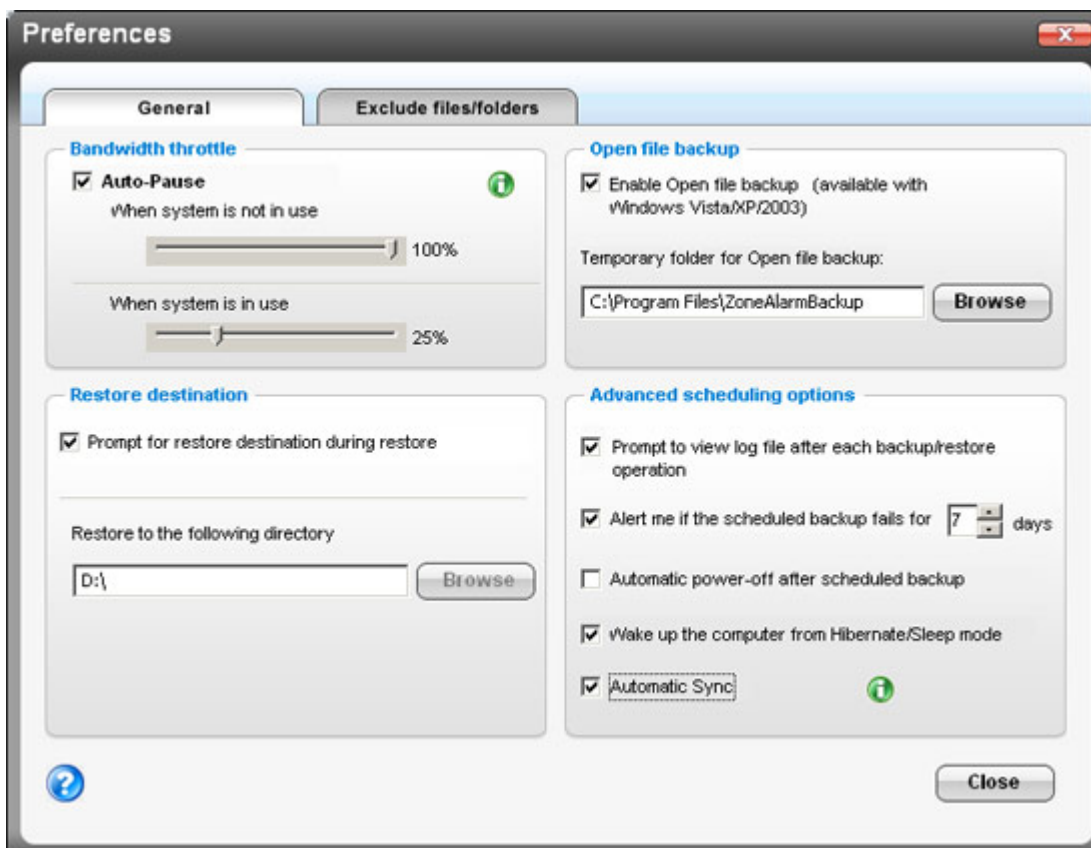 Preferences
General
Exclude files/folders
Bandwidth throttle
Auto-Pause
When system is not in use
100%
When system is in use
25%
Open file backup
Enable Open file backup (available with
Windows Vista/XP/2003)
Temporary folder for Open file backup:
C:\Program Files\ZoneAlarmBackup
Browse
Restore destination
Prompt for restore destination during restore
Restore to the following directory
D:\
Browse
Advanced scheduling options
Prompt to view log file after each backup/restore
operation
Alert me if the scheduled backup fails for 7 days
Automatic power-off after scheduled backup
Wake up the computer from Hibernate/Sleep mode
Automatic Sync
Close